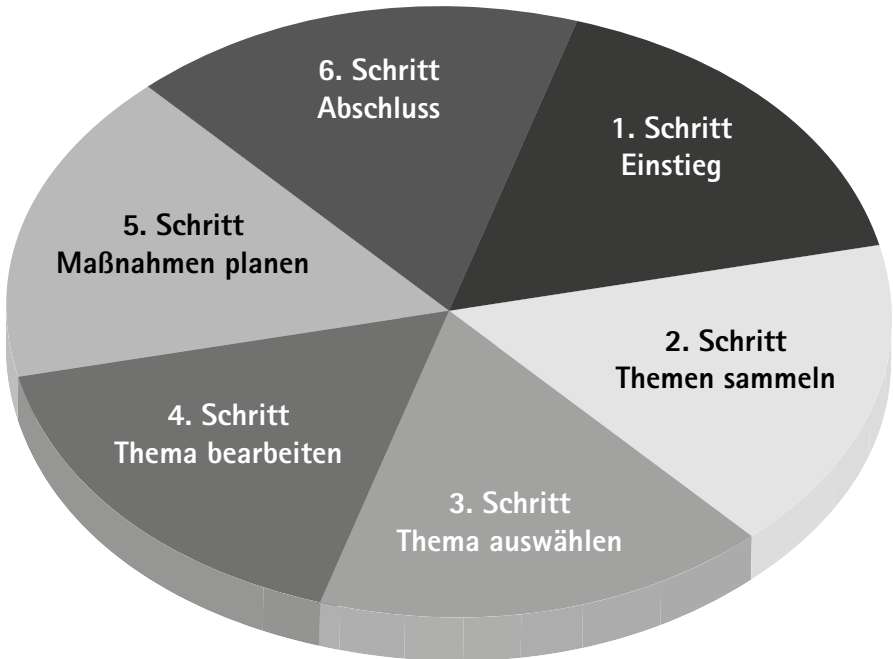 1. Schritt
Einstieg
2. Schritt
Themen sammeln
3. Schritt
Thema auswählen
4. Schritt
Thema bearbeiten
5. Schritt
Maßnahmen planen
6. Schritt
Abschluss